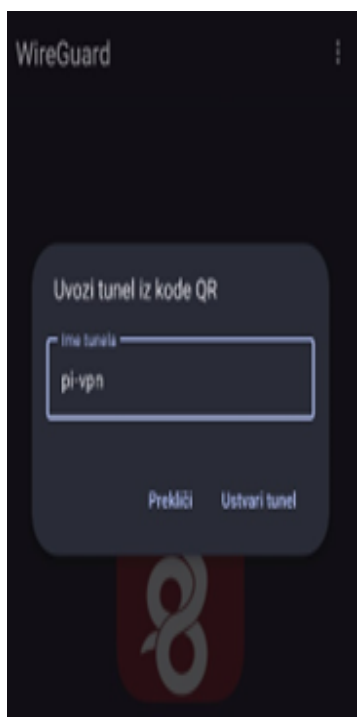 WireGuard
Uvozi tunel iz kode QR
Ime tunela
pi-vpn
Prekliči Ustvari tunel